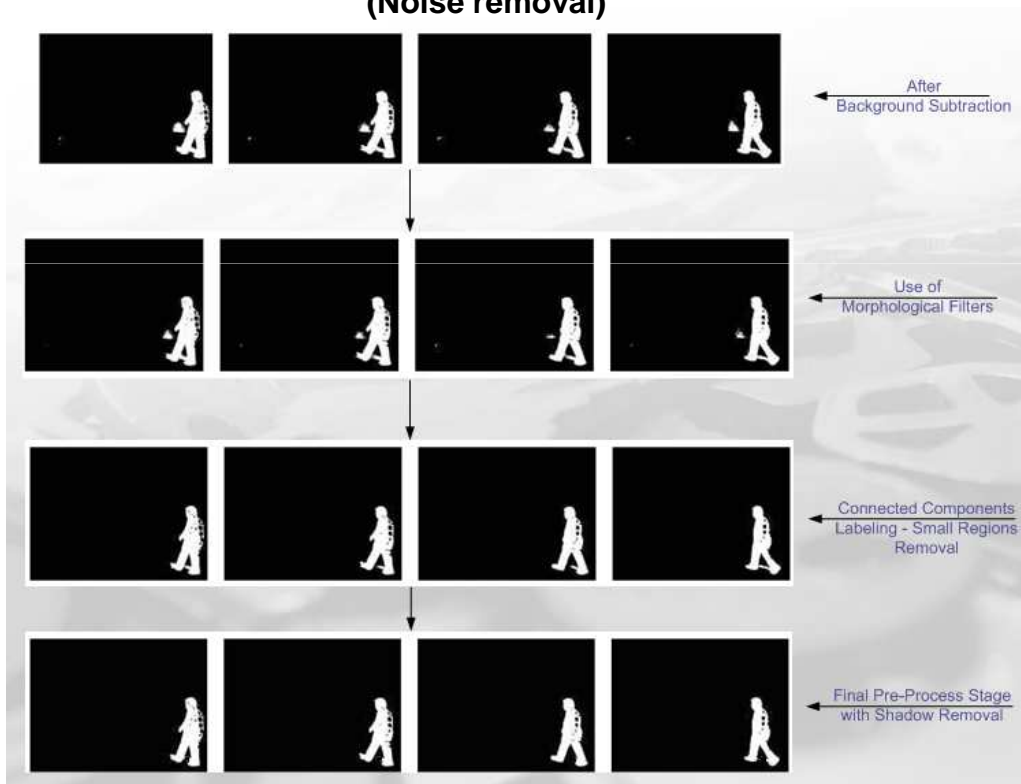 (Noise removal)
After
Background Subtraction
Use of
Morphological Filters
Connected Components
Labeling - Small Regions
Removal
Final Pre-Process Stage
with Shadow Removal